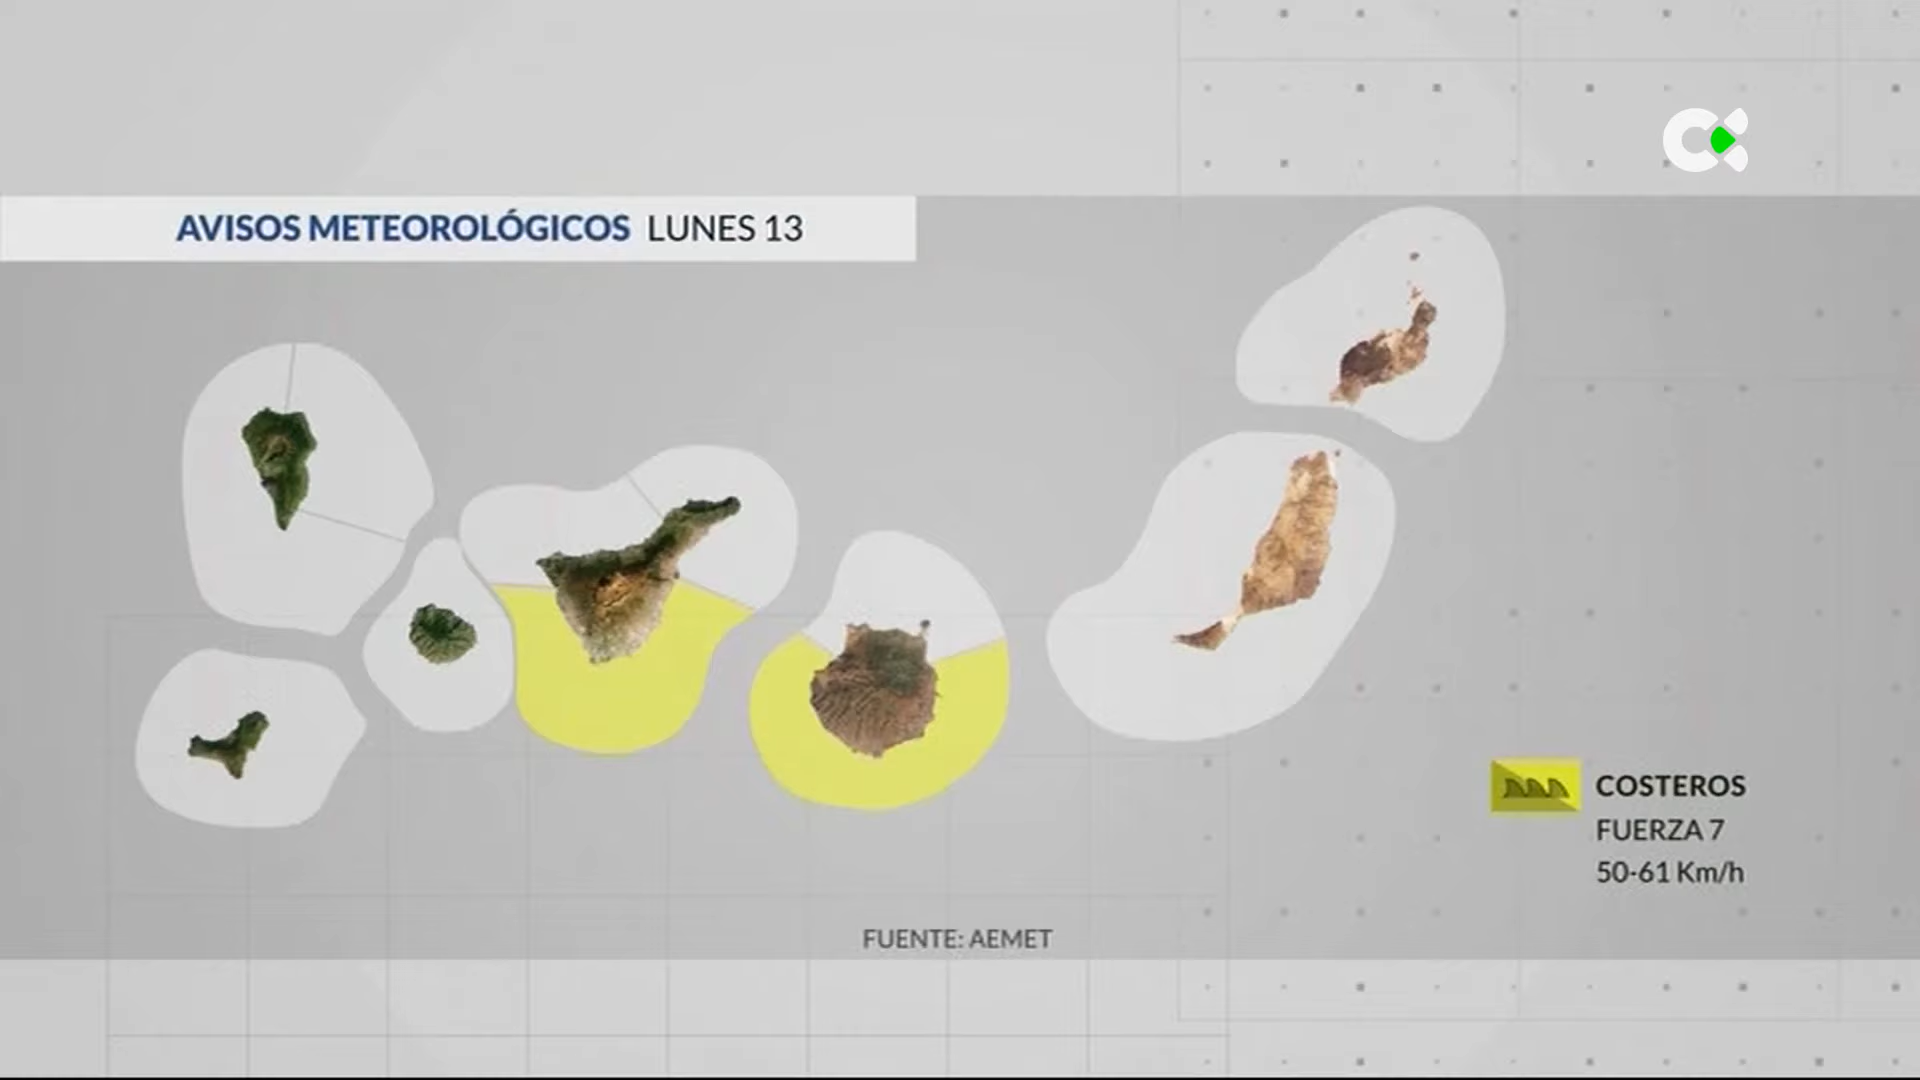 AVISOS METEOROLÓGICOS LUNES 13
COSTEROS
FUERZA 7
50-61 Km/h
FUENTE: AEMET